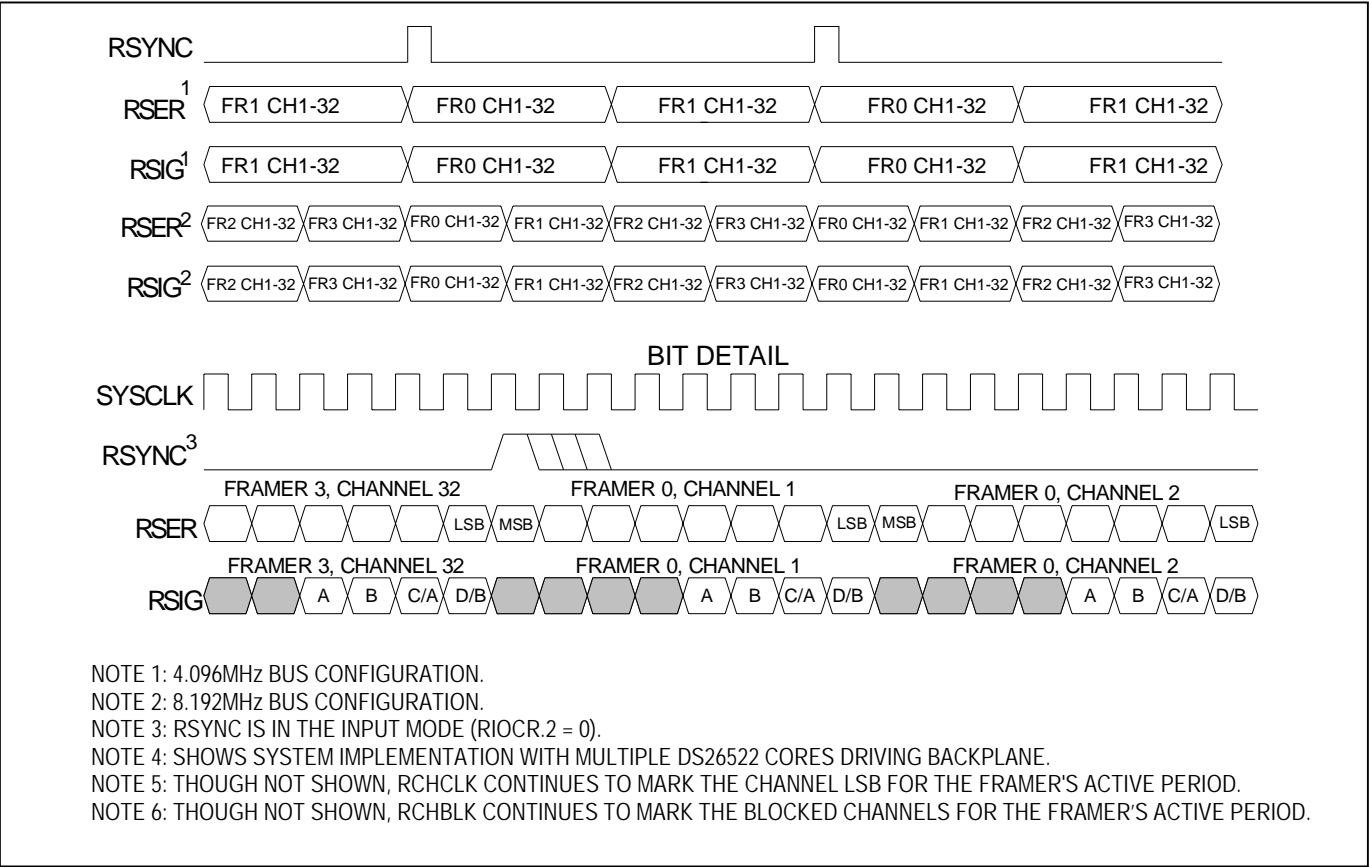 RSYNC
RSER1 FR1 CH1-32 FR0 CH1-32 FR1 CH1-32 FR0 CH1-32 FR1 CH1-32
RSIG1 FR1 CH1-32 FR0 CH1-32 FR1 CH1-32 FR0 CH1-32 FR1 CH1-32
RSER2 FR2 CH1-32 FR3 CH1-32 FR0 CH1-32 FR1 CH1-32 FR2 CH1-32 FR3 CH1-32 FR0 CH1-32 FR1 CH1-32 FR2 CH1-32 FR3 CH1-32
RSIG2 FR2 CH1-32 FR3 CH1-32 FR0 CH1-32 FR1 CH1-32 FR2 CH1-32 FR3 CH1-32 FR0 CH1-32 FR1 CH1-32 FR2 CH1-32 FR3 CH1-32
BIT DETAIL
SYSCLK
RSYNC3
FRAMER 3, CHANNEL 32 FRAMER 0, CHANNEL 1 FRAMER 0, CHANNEL 2
RSER LSB MSB LSB MSB LSB
FRAMER 3, CHANNEL 32 FRAMER 0, CHANNEL 1 FRAMER 0, CHANNEL 2
RSIG A B C/A D/B A B C/A D/B A B C/A D/B
NOTE 1: 4.096MHz BUS CONFIGURATION.
NOTE 2: 8.192MHz BUS CONFIGURATION.
NOTE 3: RSYNC IS IN THE INPUT MODE (RIOCR.2 = 0).
NOTE 4: SHOWS SYSTEM IMPLEMENTATION WITH MULTIPLE DS26522 CORES DRIVING BACKPLANE.
NOTE 5: THOUGH NOT SHOWN, RCHCLK CONTINUES TO MARK THE CHANNEL LSB FOR THE FRAMER'S ACTIVE PERIOD.
NOTE 6: THOUGH NOT SHOWN, RCHBLK CONTINUES TO MARK THE BLOCKED CHANNELS FOR THE FRAMER’S ACTIVE PERIOD.